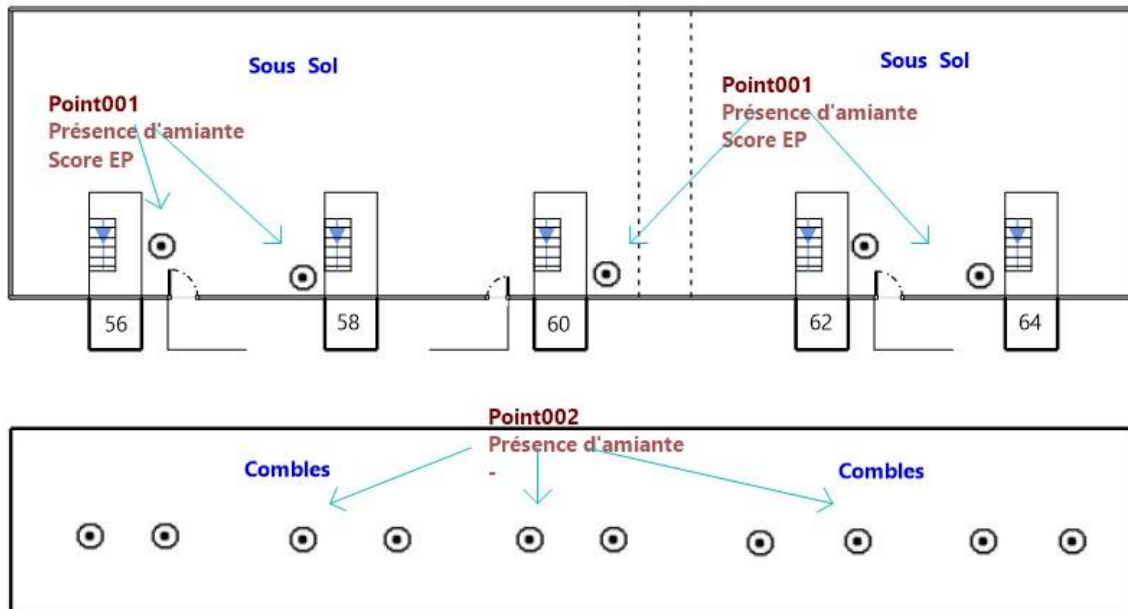 Sous Sol
Point001
Présence d'amiante
Score EP
Sous Sol
Point001
Présence d'amiante
Score EP
56
58
60
62
64
Point002
Présence d'amiante
-
Combles
Combles